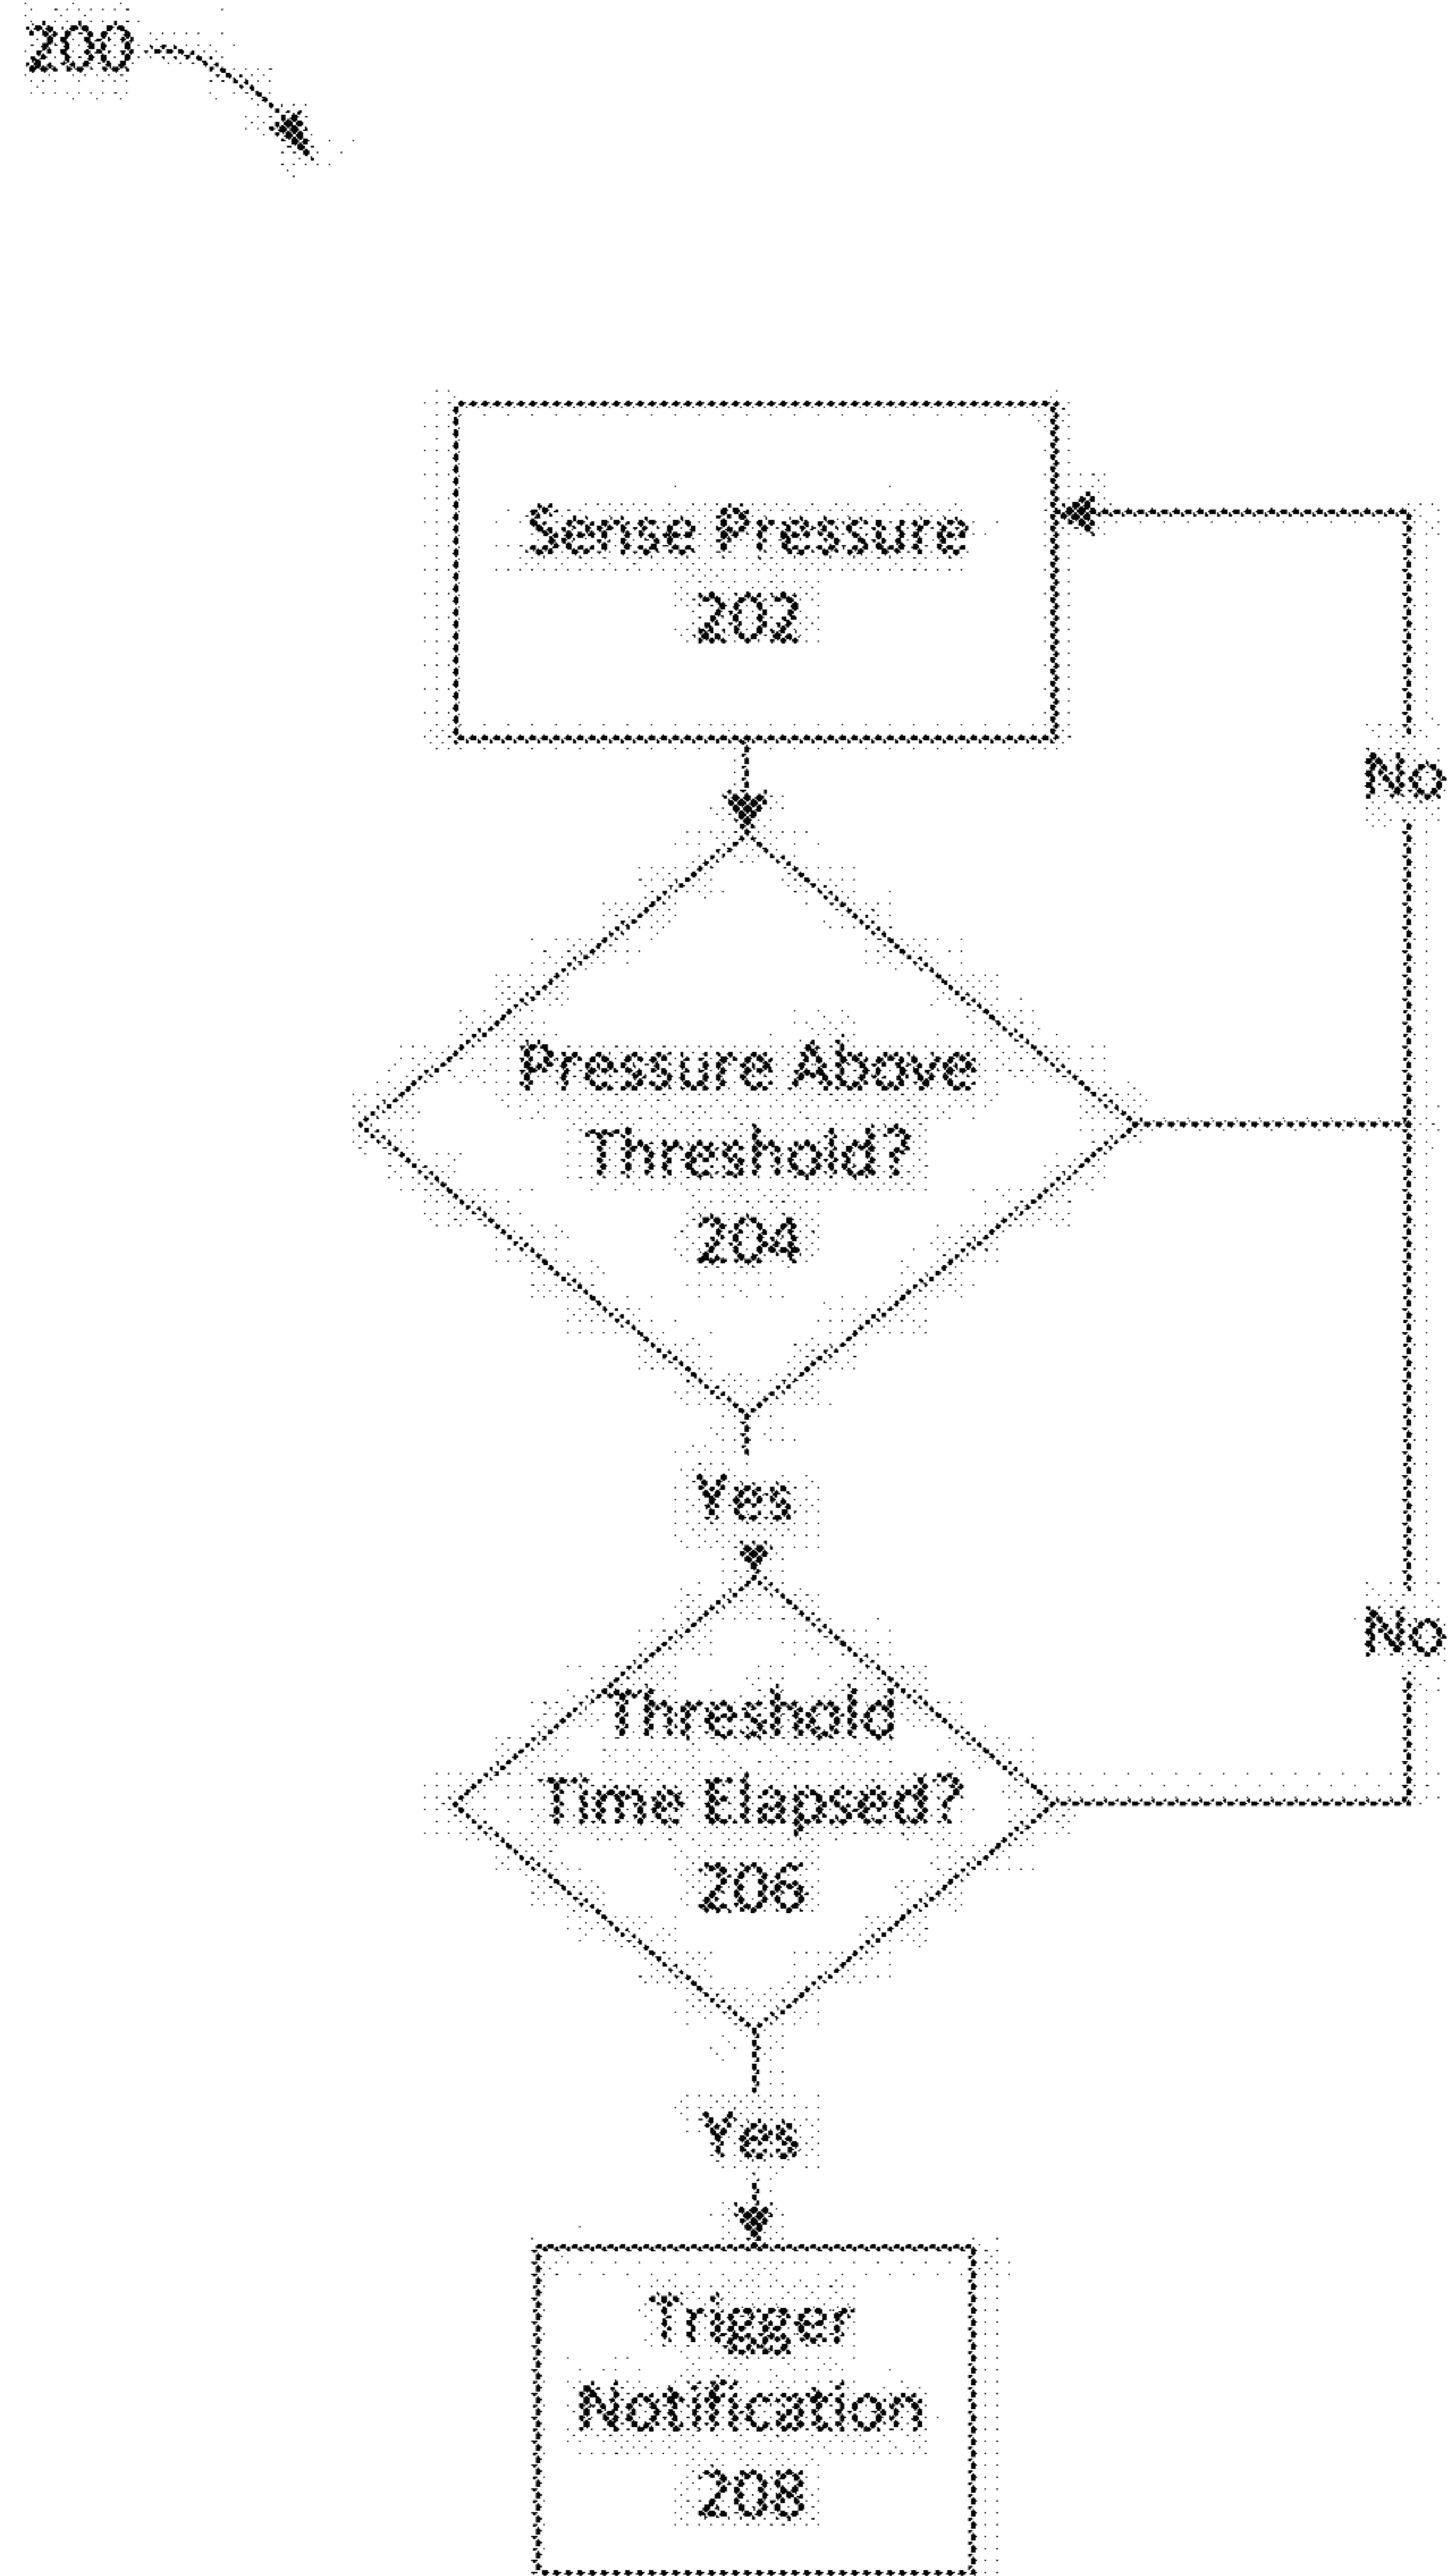 200
Sense Pressure
202
No
Pressure Above
Threshold?
204
Yes
No
Threshold
Time Elapsed?
206
Yes
Trigger
Notification
208